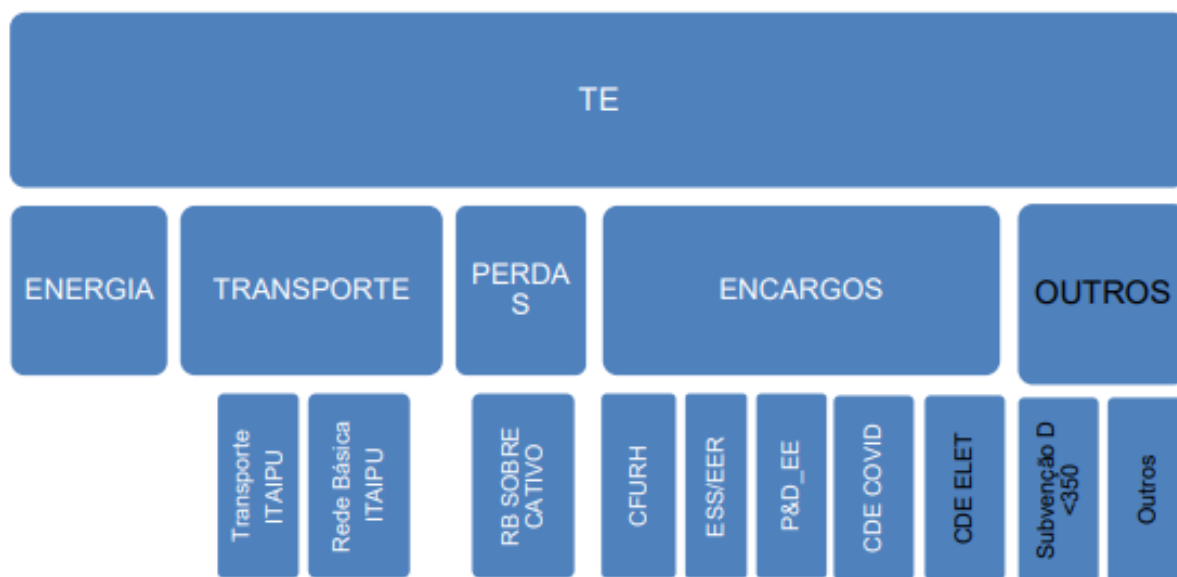 TE
ENERGIA
TRANSPORTE
PERDA
S
ENCARGOS
OUTROS
Transporte
ITAIPU
Rede Básica
ITAIPU
RB SOBRE
CATIVO
CFURH
ESS/EER
P&D_EE
CDE COVID
CDE ELET
Subvenção D
<350
Outros